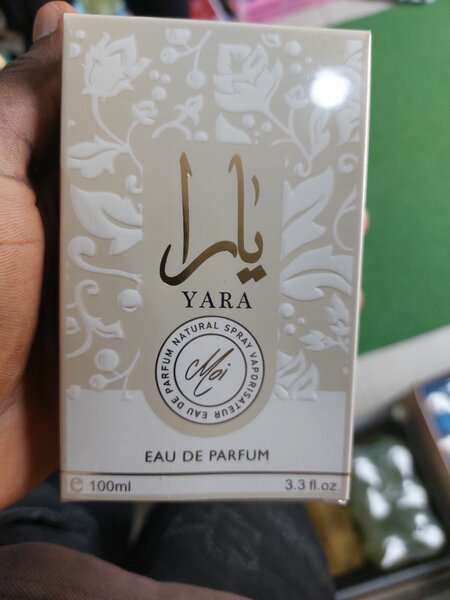 يارا
YARA
EAU DE PARFUM NATURAL SPRAY VAPORISATEUR
Moi
EAU DE PARFUM
e 100ml 3.3 fl.oz.